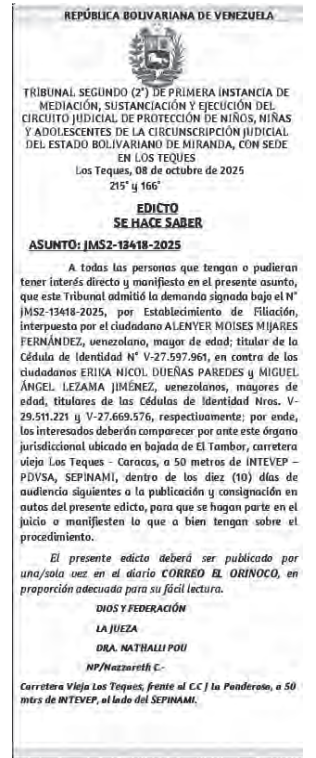 REPÚBLICA BOLIVARIANA DE VENEZUELA
TRIBUNAL SEGUNDO (2°) DE PRIMERA INSTANCIA DE
MEDIACIÓN, SUSTANCIACIÓN Y EJECUCIÓN DEL
CIRCUITO JUDICIAL DE PROTECCIÓN DE NIÑOS, NIÑAS
Y ADOLESCENTES DE LA CIRCUNSCRIPCIÓN JUDICIAL
DEL ESTADO BOLIVARIANO DE MIRANDA, CON SEDE
EN LOS TEQUES
Los Teques, 08 de octubre de 2025
215° y 166°
EDICTO
SE HACE SABER
ASUNTO: JMS2-13418-2025
A todas las personas que tengan o pudieran
tener interés directo y manifiesto en el presente asunto,
que este Tribunal admitió la demanda signada bajo el N°
JMS2-13418-2025, por Establecimiento de Filiación,
interpuesta por el ciudadano ALENYER MOISES MIJARES
FERNÁNDEZ, venezolano, mayor de edad; titular de la
Cédula de Identidad N° V-27.597.961, en contra de los
ciudadanos ERIKA NICOL DUEÑAS PAREDES y MIGUEL
ÁNGEL LEZAMA JIMÉNEZ, venezolanos, mayores de
edad, titulares de las Cédulas de Identidad Nros. V-
29.511.221 y V-27.669.576, respectivamente; por ende,
los interesados deberán comparecer por ante este órgano
jurisdiccional ubicado en bajada de El Tambor, carretera
vieja Los Teques - Caracas, a 50 metros de INTEVEP –
PDVSA, SEPINAMI, dentro de los diez (10) días de
audiencia siguientes a la publicación y consignación en
autos del presente edicto, para que se hagan parte en el
juicio o manifiesten lo que a bien tengan sobre el
procedimiento.
El presente edicto deberá ser publicado por
una/sola vez en el diario CORREO EL ORINOCO, en
proporción adecuada para su fácil lectura.
DIOS Y FEDERACIÓN
LA JUEZA
DRA. NATHALLI POU
NP/Nazzareth C.-
Carretera Vieja Los Teques, frente al C.C J la Ponderosa, a 50
mtrs de INTEVEP, al lado del SEPINAMI.